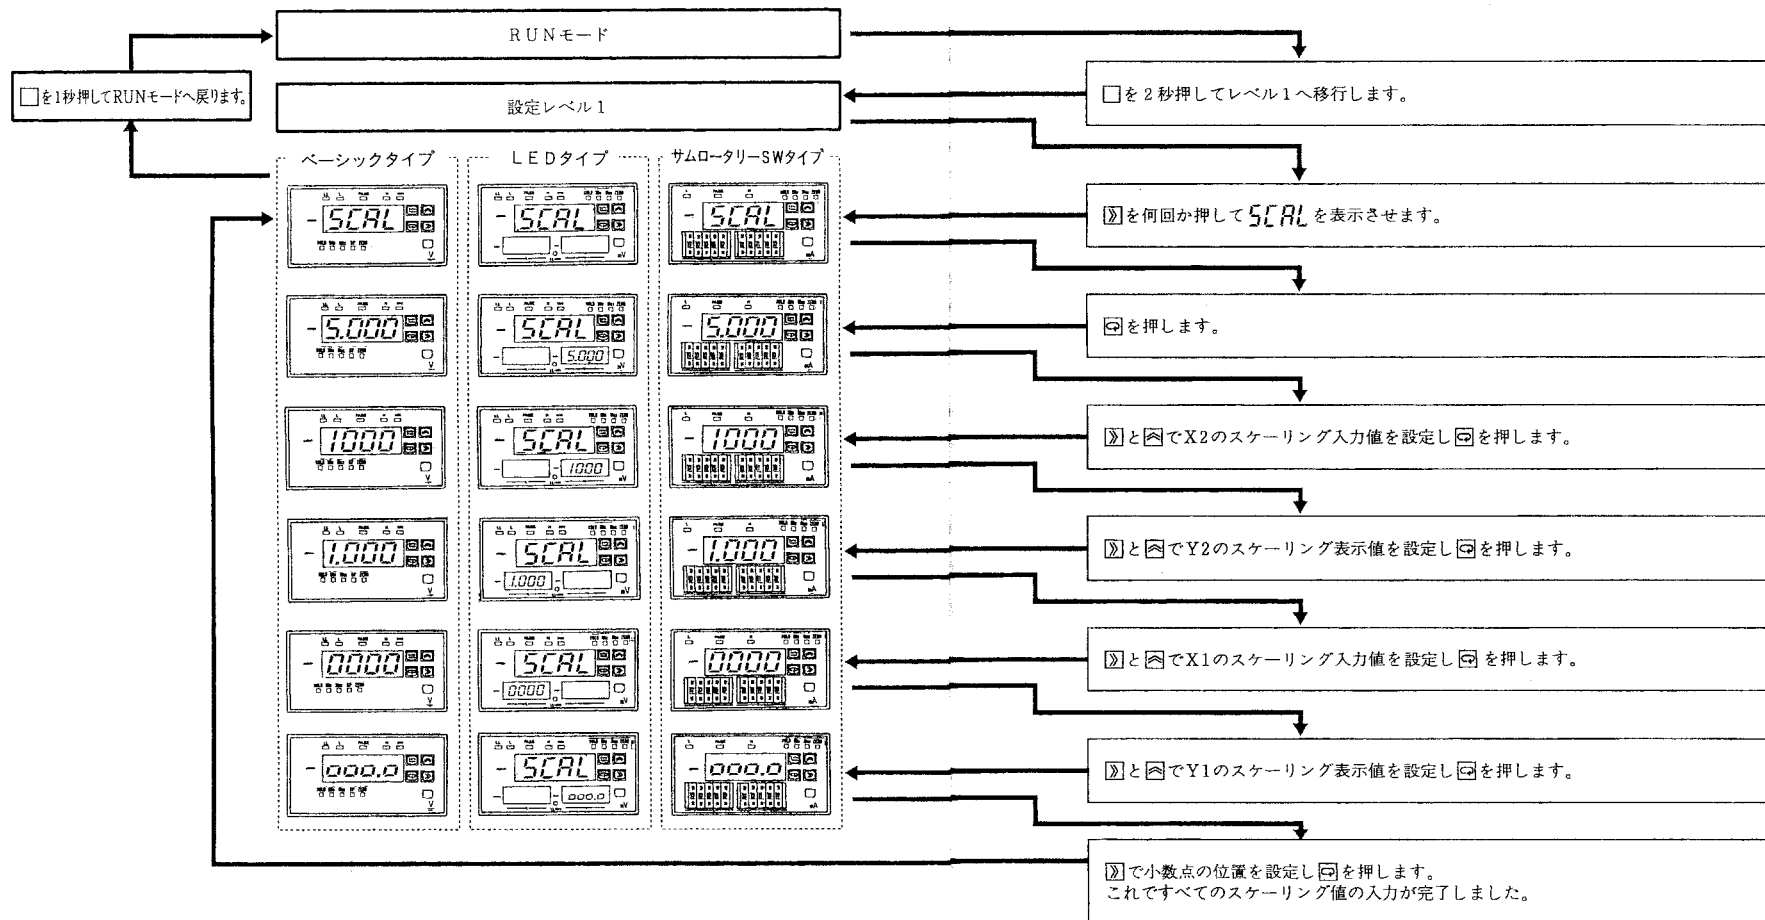 RUNモード
□を1秒押してRUNモードへ戻ります。
□を2秒押してレベル1へ移行します。
設定レベル1
ベーシックタイプ
LEDタイプ
サムロータリーSWタイプ
SCAL
V
SCAL
mV
SCAL
mA
を何回か押してSCALを表示させます。
5.000
V
SCAL
5.000
mV
5.000
mA
を押します。
1000
V
SCAL
1000
mV
1000
mA
とでX2のスケーリング入力値を設定しを押します。
1.000
V
SCAL
1.000
mV
1.000
mA
とでY2のスケーリング表示値を設定しを押します。
0000
V
SCAL
0000
mV
0000
mA
とでX1のスケーリング入力値を設定しを押します。
000.0
V
SCAL
000.0
mV
000.0
mA
とでY1のスケーリング表示値を設定しを押します。
で小数点の位置を設定しを押します。
これですべてのスケーリング値の入力が完了しました。